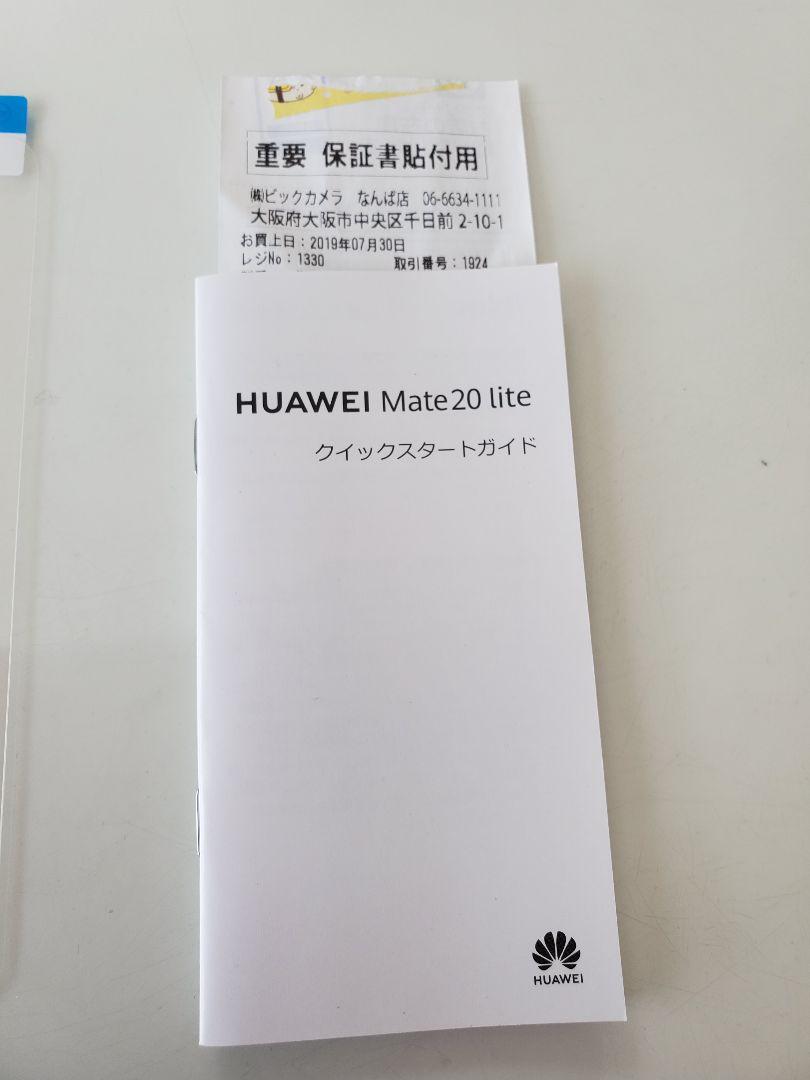 重要 保証書貼付用
㈱ビックカメラ なんば店 06-6634-1111
大阪府大阪市中央区千日前2-10-1
お買上日：2019年07月30日
レジNo：1330 取引番号：1924
HUAWEI Mate 20 lite
クイックスタートガイド
HUAWEI